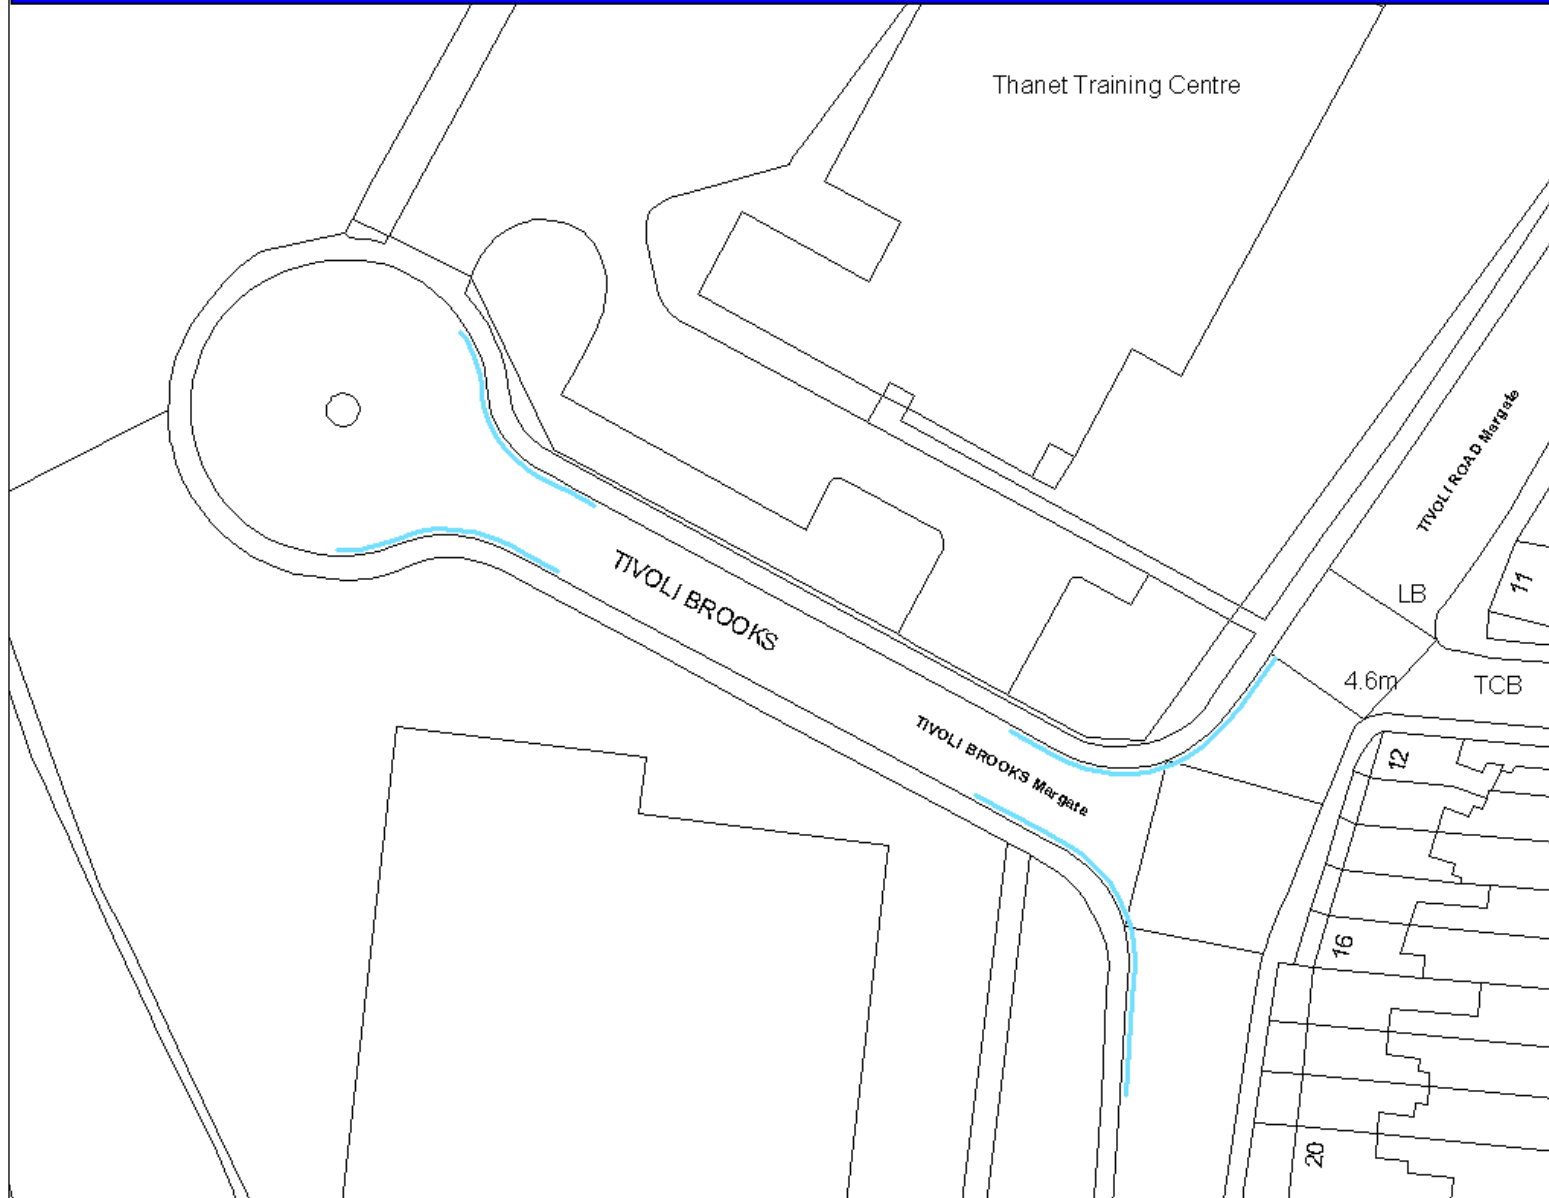 Thanet Training Centre
TIVOLI ROAD Margate
LB
11
TIVOLI BROOKS
4.6m
TCB
TIVOLI BROOKS Margate
12
16
20